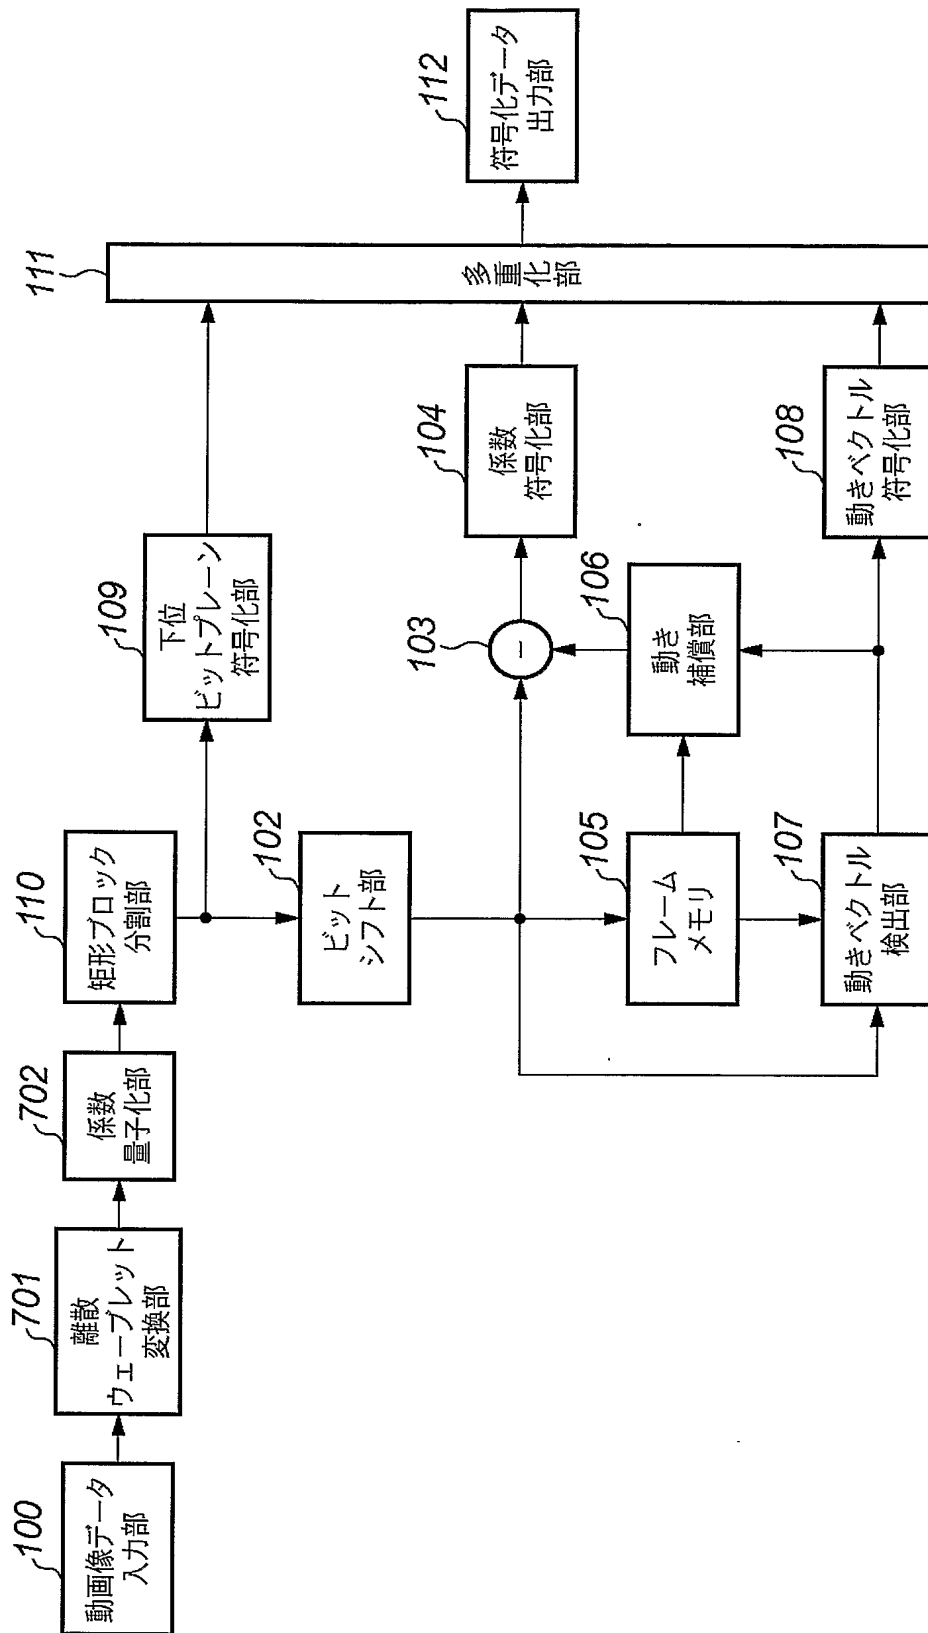 100
動画像データ
入力部
701
離散
ウェーブレット
変換部
702
係数
量子化部
110
矩形ブロック
分割部
109
下位
ビットプレーン
符号化部
102
ビット
シフト部
103
−
104
係数
符号化部
105
フレーム
メモリ
106
動き
補償部
107
動きベクトル
検出部
108
動きベクトル
符号化部
111
多重化部
112
符号化データ
出力部